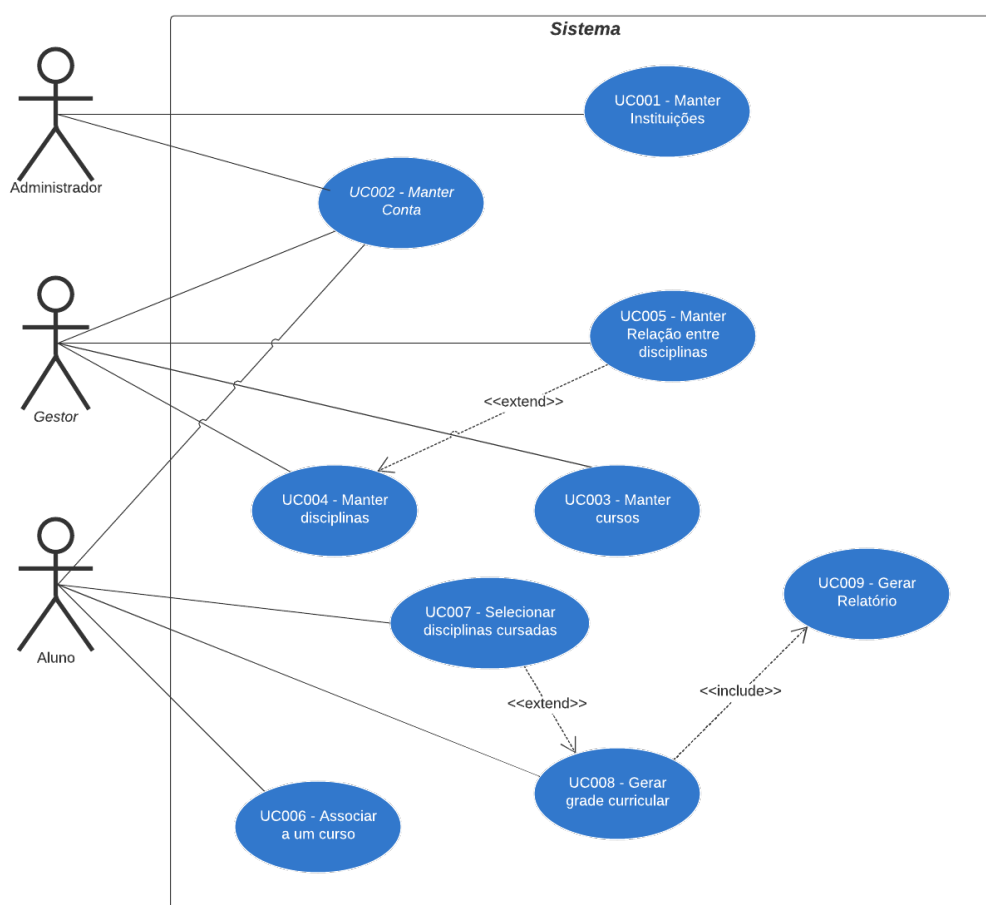 Sistema
UC001 - Manter
Instituições
Administrador
UC002 - Manter
Conta
UC005 - Manter
Relação entre
disciplinas
Gestor
<<extend>>
UC004 - Manter
disciplinas
UC003 - Manter
cursos
Aluno
UC007 - Selecionar
disciplinas cursadas
UC009 - Gerar
Relatório
<<extend>>
<<include>>
UC008 - Gerar
grade curricular
UC006 - Associar
a um curso